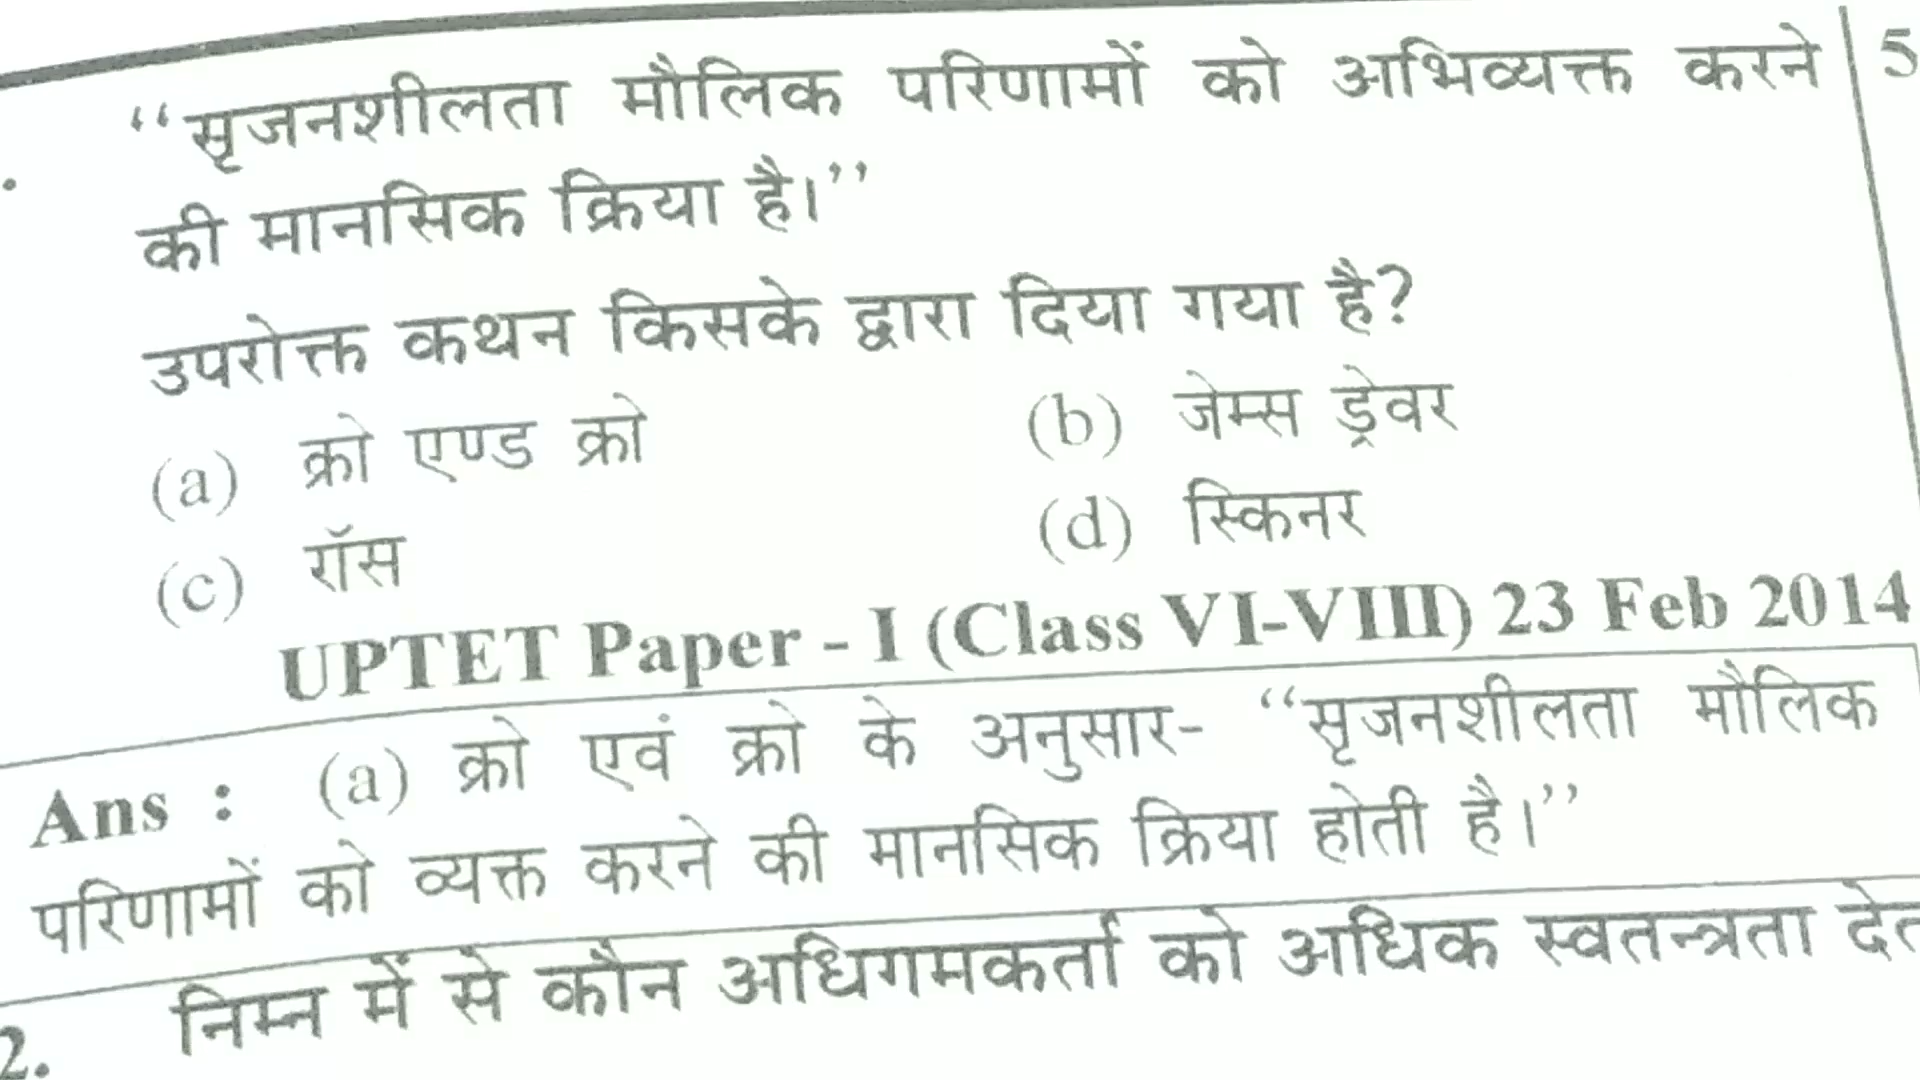 “सृजनशीलता मौलिक परिणामों को अभिव्यक्त करने
की मानसिक क्रिया है।”
उपरोक्त कथन किसके द्वारा दिया गया है?
(a) क्रो एण्ड क्रो (b) जेम्स ड्रेवर
(c) रॉस (d) स्किनर
UPTET Paper - I (Class VI-VIII) 23 Feb 2014
Ans : (a) क्रो एवं क्रो के अनुसार- “सृजनशीलता मौलिक
परिणामों को व्यक्त करने की मानसिक क्रिया होती है।”
2. निम्न में से कौन अधिगमकर्ता को अधिक स्वतन्त्रता
5